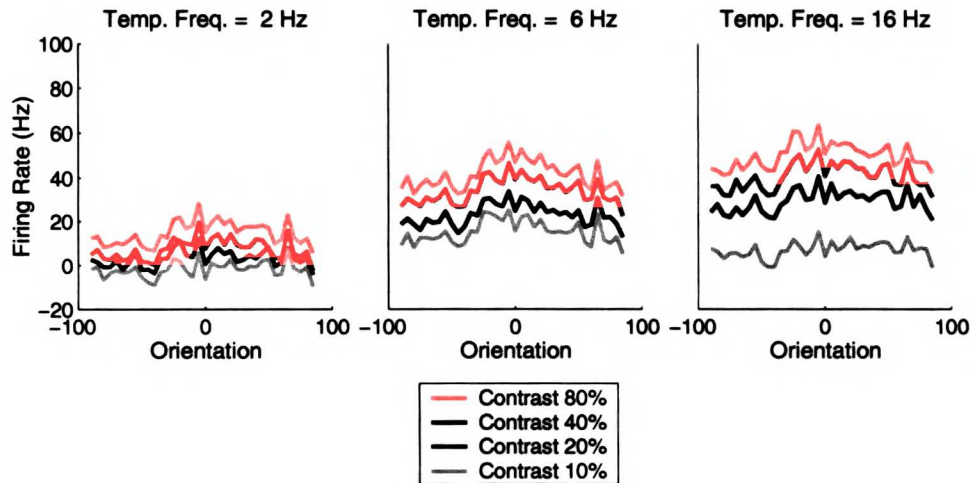 Temp. Freq. = 2 Hz
Temp. Freq. = 6 Hz
Temp. Freq. = 16 Hz
Firing Rate (Hz)
100
80
60
40
20
0
−20
−100 0 100
−100 0 100
−100 0 100
Orientation
Orientation
Orientation
Contrast 80%
Contrast 40%
Contrast 20%
Contrast 10%